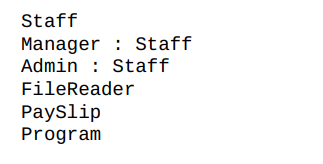 Staff
Manager : Staff
Admin : Staff
FileReader
PaySlip
Program